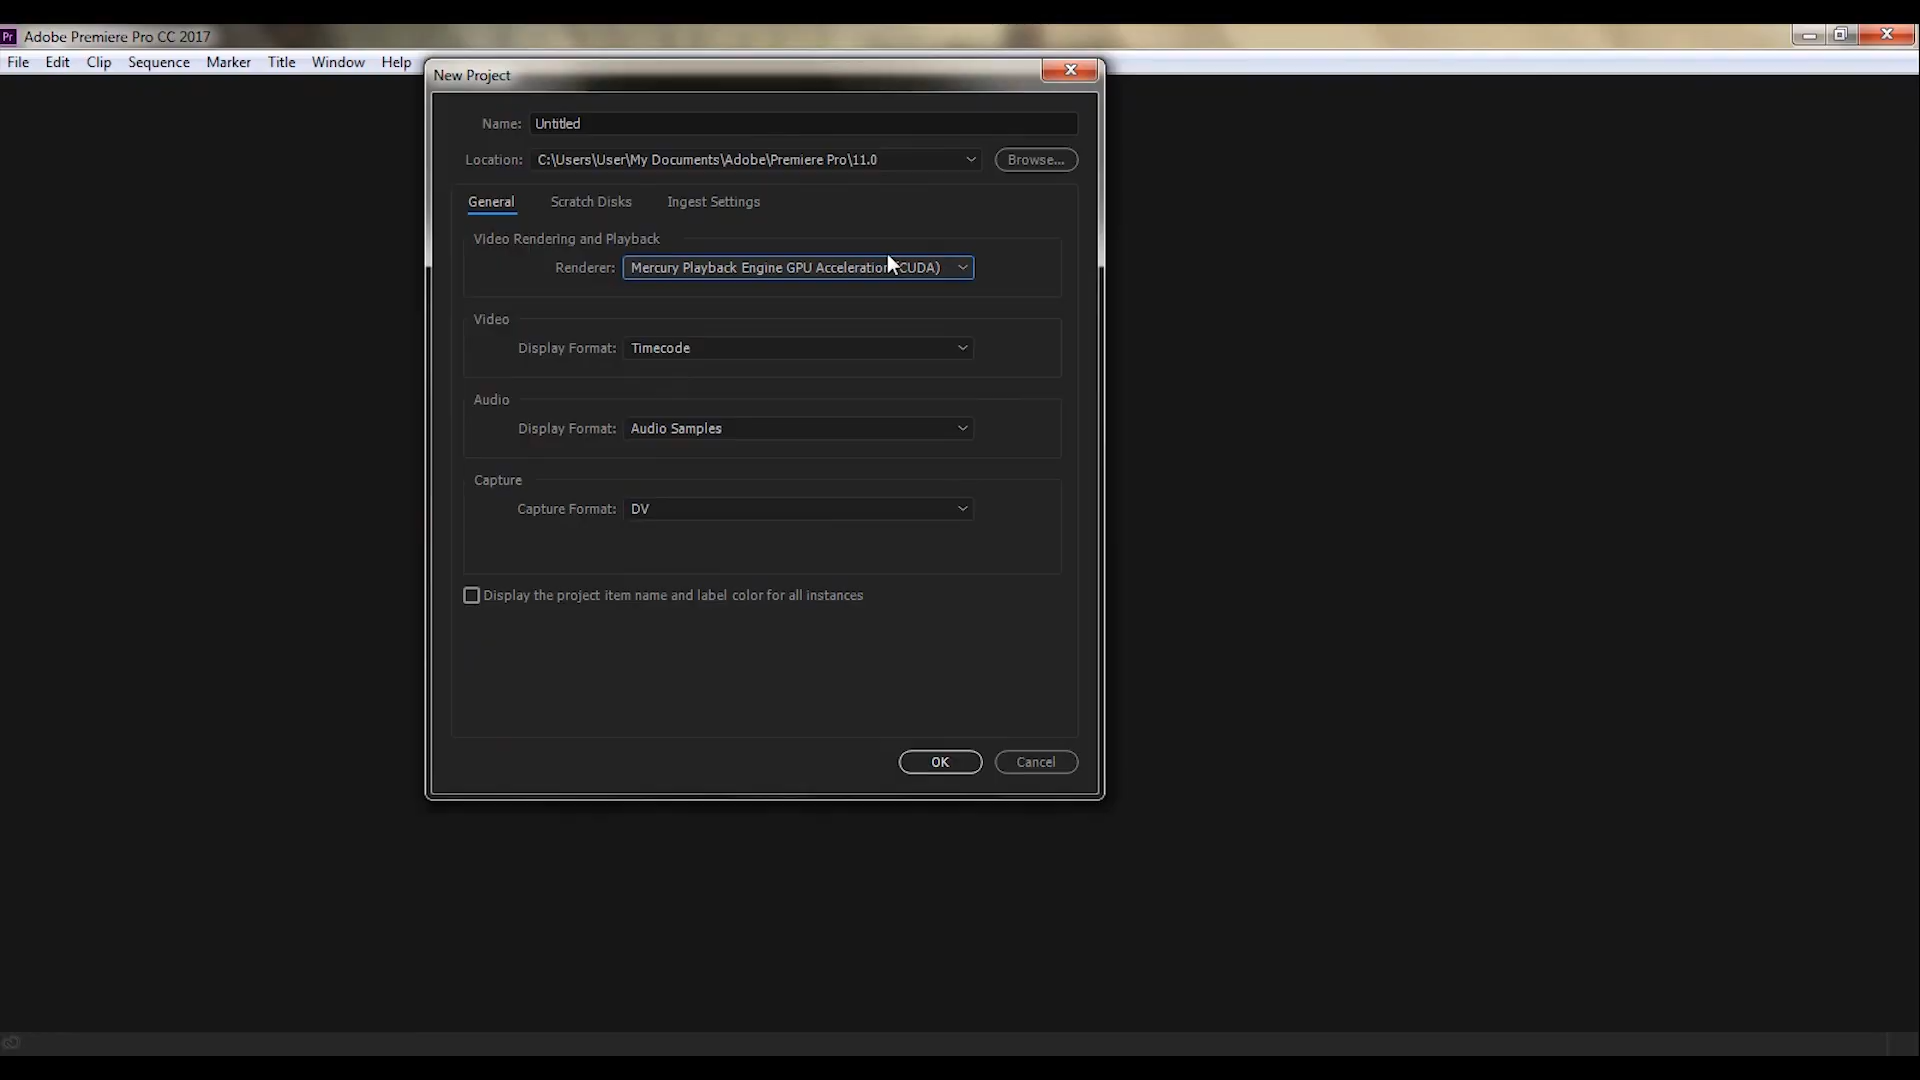 Pr Adobe Premiere Pro CC 2017
File Edit Clip Sequence Marker Title Window Help
New Project
Name: Untitled
Location: C:\Users\User\My Documents\Adobe\Premiere Pro\11.0 Browse...
General Scratch Disks Ingest Settings
Video Rendering and Playback
Renderer: Mercury Playback Engine GPU Acceleration (CUDA)
Video
Display Format: Timecode
Audio
Display Format: Audio Samples
Capture
Capture Format: DV
Display the project item name and label color for all instances
OK Cancel